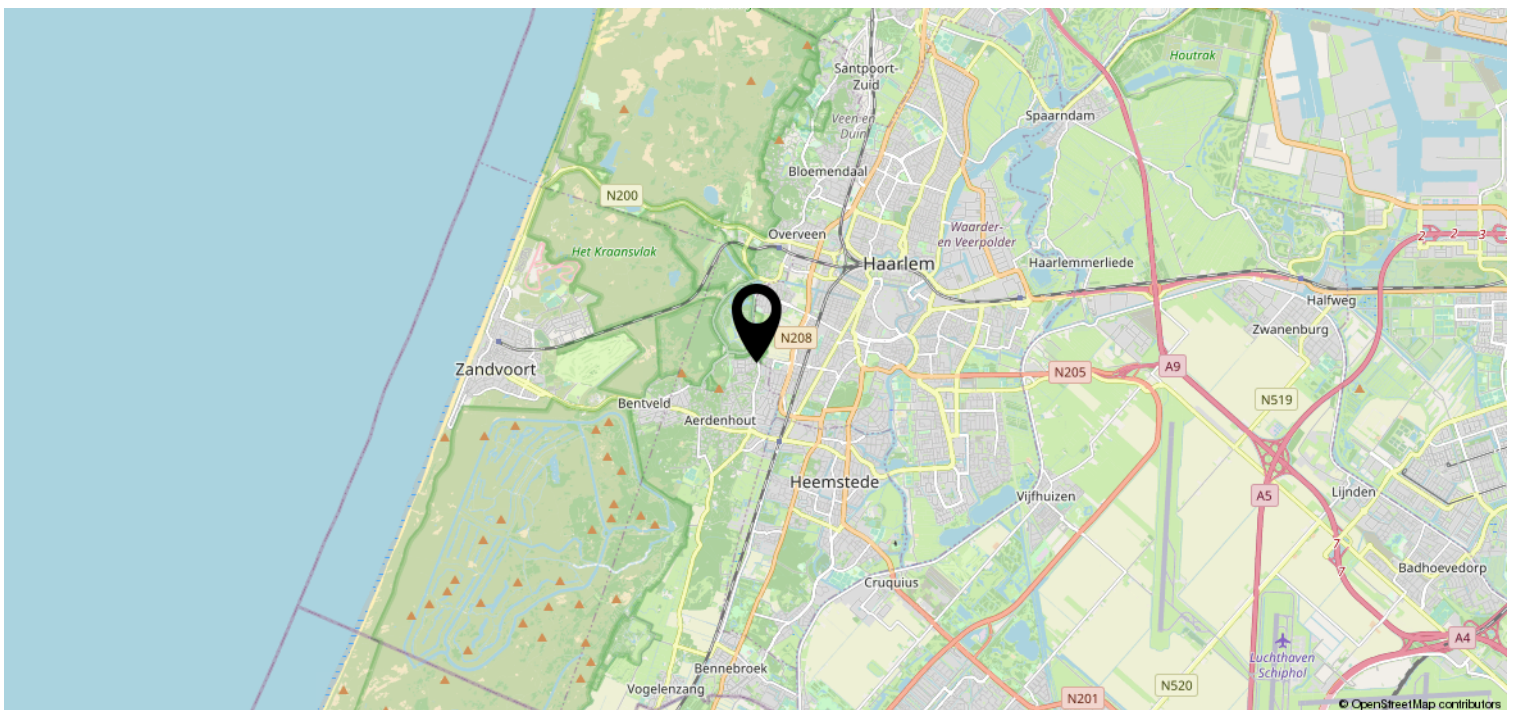 Houtrak
Santpoort-
Zuid
Veen en
Duin
Spaarndam
Bloemendaal
N200
Overveen
Waarder-
en Veerpolder
Het Kraansvlak
Haarlem
Haarlemmerliede
2
2
3
Halfweg
Zwanenburg
N208
Zandvoort
N205
A9
N519
Bentveld
Aerdenhout
Heemstede
Vijfhuizen
A5
Lijnden
7
7
Badhoevedorp
Cruquius
A4
Luchthaven
Schiphol
Bennebroek
Vogelenzang
N520
N201
© OpenStreetMap contributors